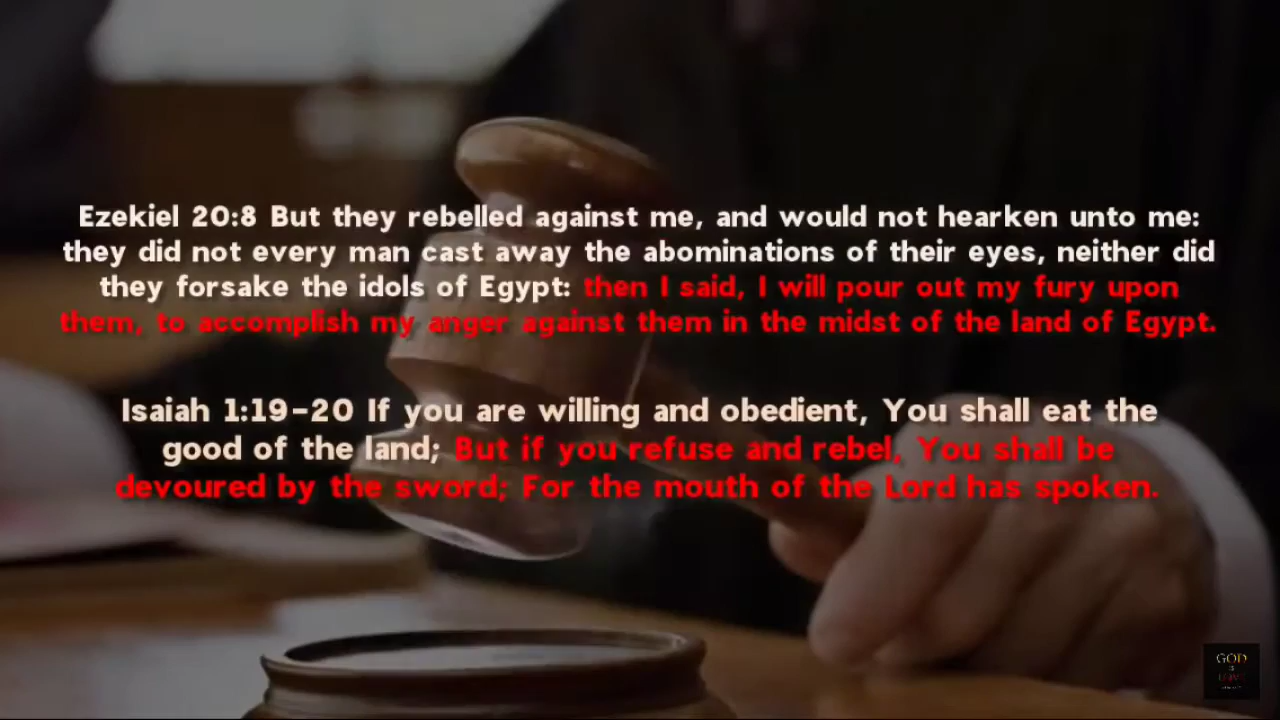 Ezekiel 20:8 But they rebelled against me, and would not hearken unto me:
they did not every man cast away the abominations of their eyes, neither did
they forsake the idols of Egypt: then I said, I will pour out my fury upon
them, to accomplish my anger against them in the midst of the land of Egypt.
Isaiah 1:19-20 If you are willing and obedient, You shall eat the
good of the land; But if you refuse and rebel, You shall be
devoured by the sword; For the mouth of the Lord has spoken.
GOD